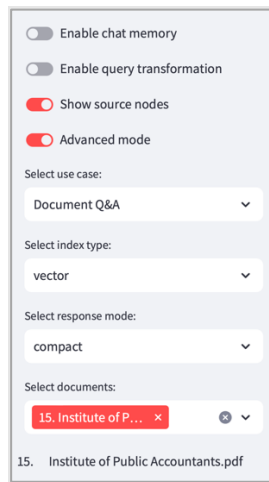 Enable chat memory
Enable query transformation
Show source nodes
Advanced mode
Select use case:
Document Q&A
Select index type:
vector
Select response mode:
compact
Select documents:
15. Institute of P... ×
15. Institute of Public Accountants.pdf